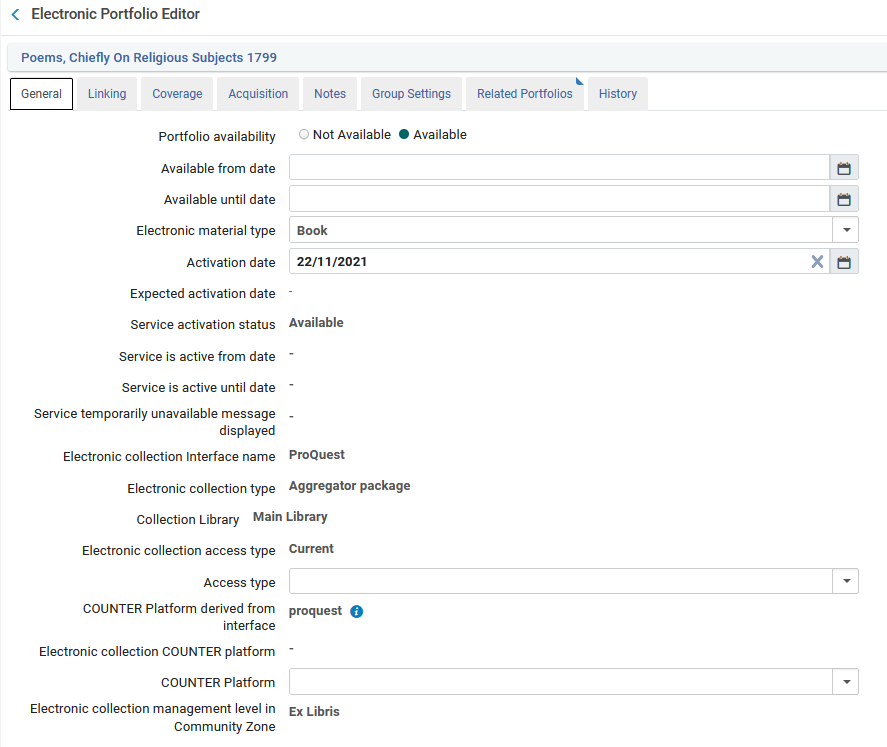 Electronic Portfolio Editor
Poems, Chiefly On Religious Subjects 1799
General Linking Coverage Acquisition Notes Group Settings Related Portfolios History
Portfolio availability Not Available Available
Available from date
Available until date
Electronic material type Book
Activation date 22/11/2021
Expected activation date -
Service activation status Available
Service is active from date -
Service is active until date -
Service temporarily unavailable message
displayed -
Electronic collection Interface name ProQuest
Electronic collection type Aggregator package
Collection Library Main Library
Electronic collection access type Current
Access type
COUNTER Platform derived from
interface proquest
Electronic collection COUNTER platform -
COUNTER Platform
Electronic collection management level in
Community Zone Ex Libris